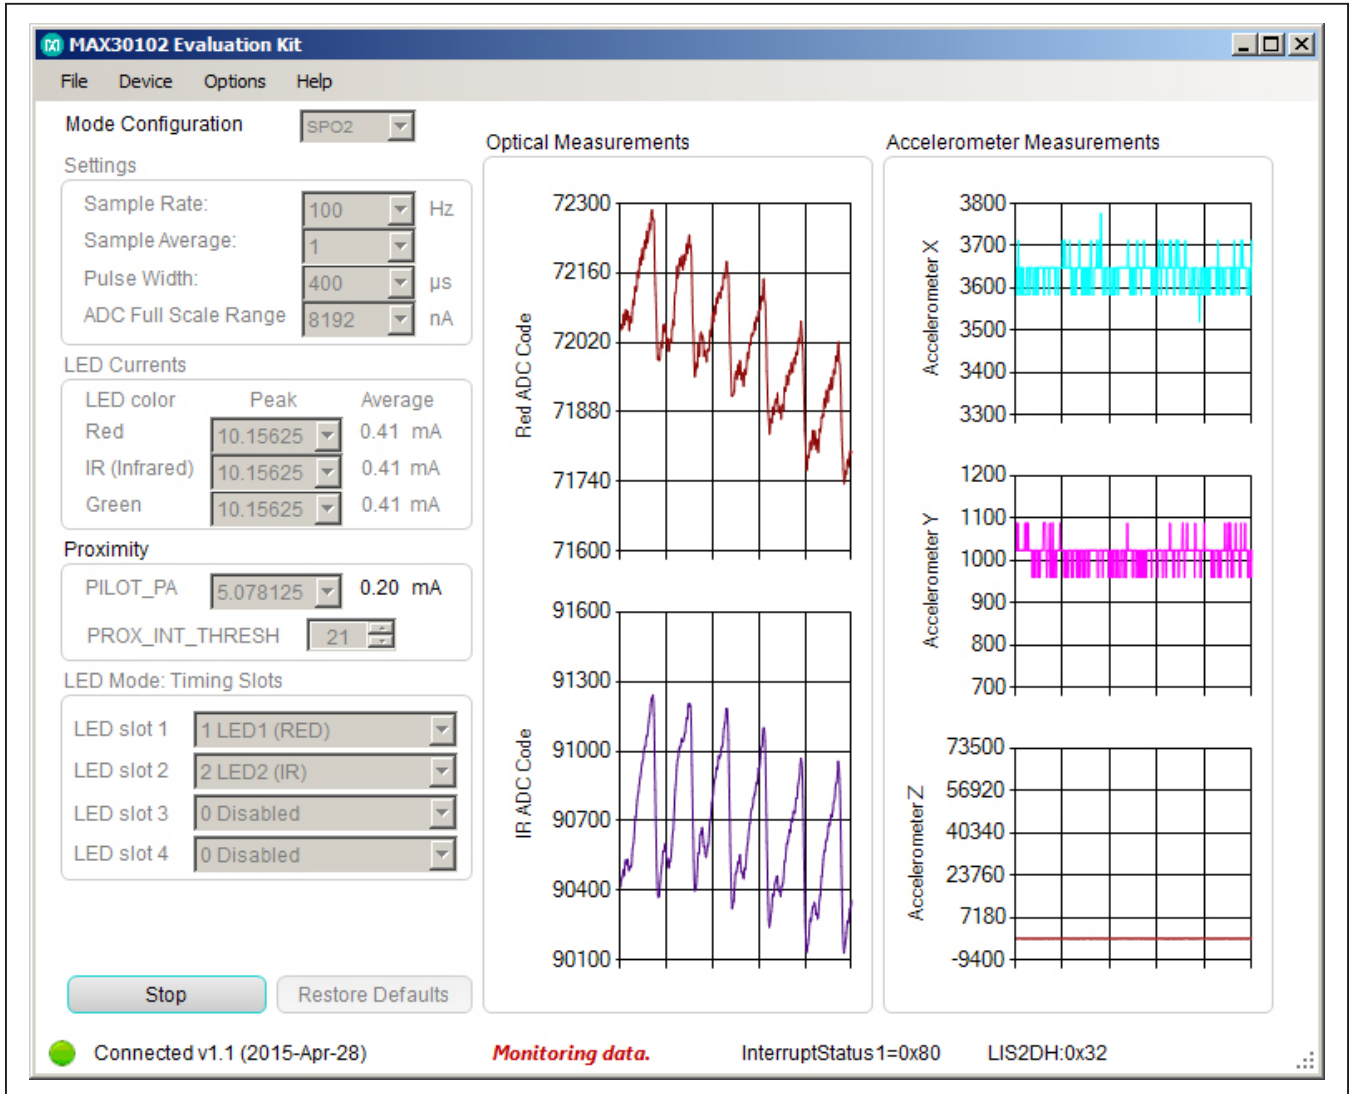 MAX30102 Evaluation Kit
File Device Options Help
Mode Configuration SPO2
Settings
Sample Rate: 100 Hz
Sample Average: 1
Pulse Width: 400 µs
ADC Full Scale Range 8192 nA
LED Currents
LED color Peak Average
Red 10.15625 0.41 mA
IR (Infrared) 10.15625 0.41 mA
Green 10.15625 0.41 mA
Proximity
PILOT_PA 5.078125 0.20 mA
PROX_INT_THRESH 21
LED Mode: Timing Slots
LED slot 1 1 LED1 (RED)
LED slot 2 2 LED2 (IR)
LED slot 3 0 Disabled
LED slot 4 0 Disabled
Stop Restore Defaults
Optical Measurements
Red ADC Code
72300
72160
72020
71880
71740
71600
IR ADC Code
91600
91300
91000
90700
90400
90100
Accelerometer Measurements
Accelerometer X
3800
3700
3600
3500
3400
3300
Accelerometer Y
1200
1100
1000
900
800
700
Accelerometer Z
73500
56920
40340
23760
7180
-9400
Connected v1.1 (2015-Apr-28) Monitoring data. InterruptStatus1=0x80 LIS2DH:0x32